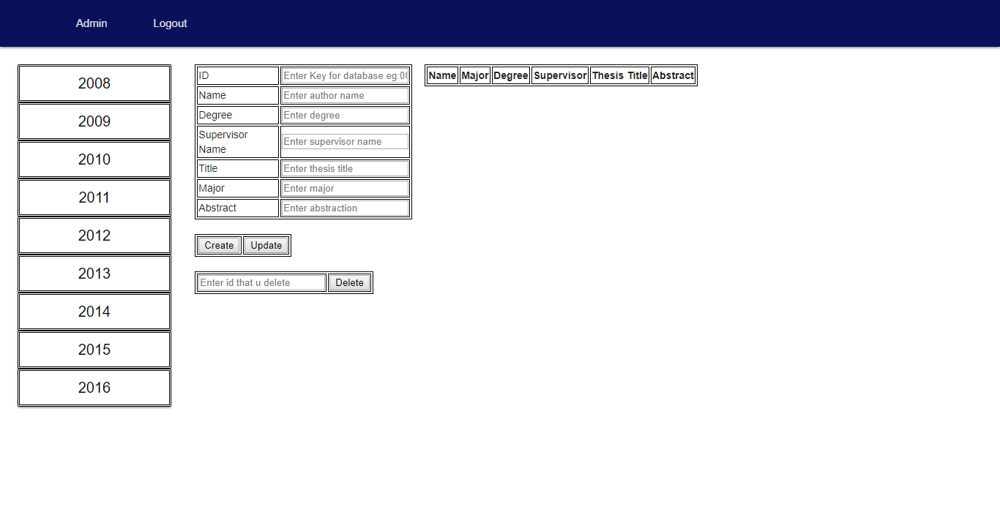 Admin Logout
2008
2009
2010
2011
2012
2013
2014
2015
2016
ID Enter Key for database eg:0
Name Enter author name
Degree Enter degree
Supervisor
Name Enter supervisor name
Title Enter thesis title
Major Enter major
Abstract Enter abstraction
Create Update
Enter id that u delete Delete
Name Major Degree Supervisor Thesis Title Abstract